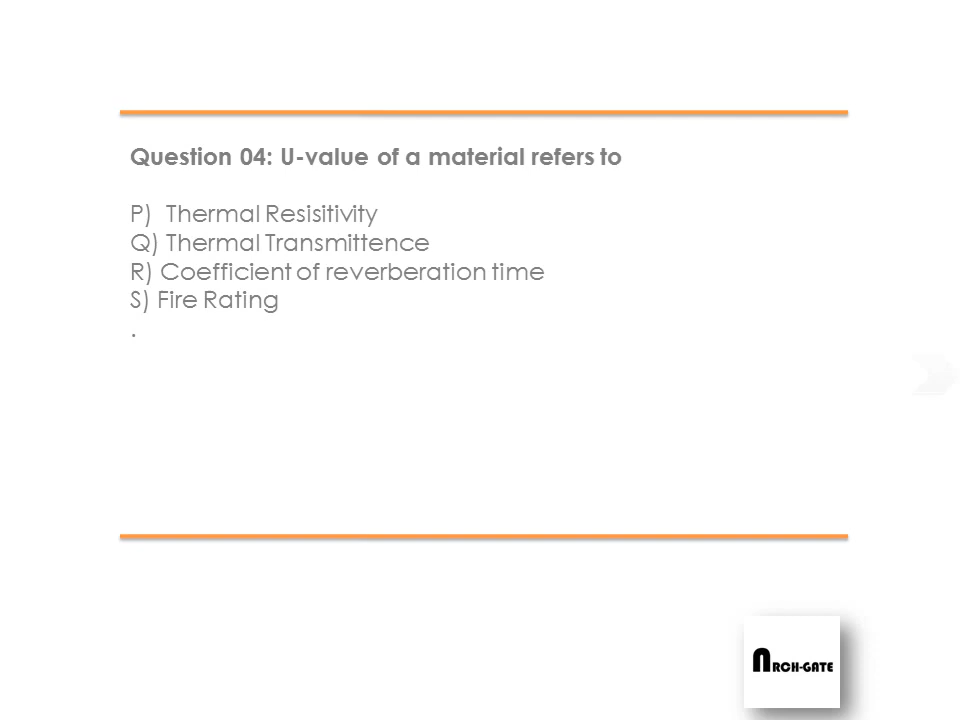 Question 04: U-value of a material refers to
P) Thermal Resisitivity
Q) Thermal Transmittence
R) Coefficient of reverberation time
S) Fire Rating
.
ARCH-GATE